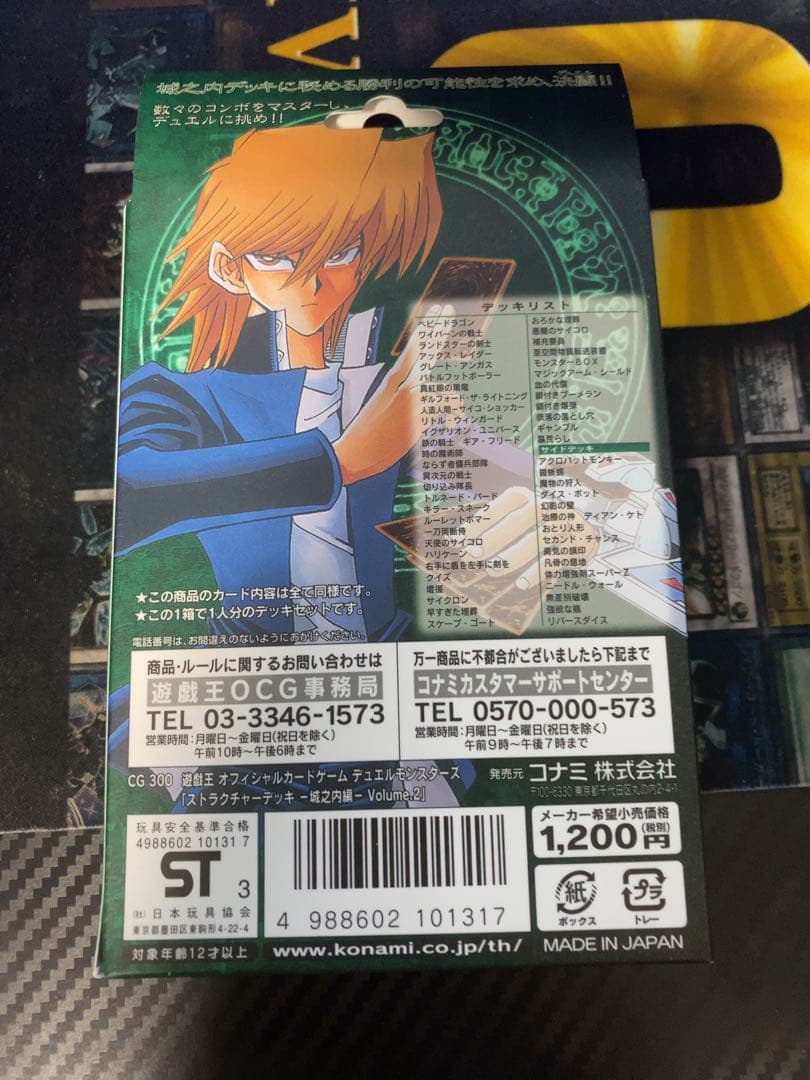 城之内デッキに秘める勝利の可能性を求め、決闘!!
数々のコンボをマスターし、
デュエルに挑め!!
デッキリスト
ベビードラゴン
ワイバーンの戦士
ランドスターの剣士
アックス・レイダー
グレート・アンガス
バトルフットボーラー
真紅眼の黒竜
ギルフォード・ザ・ライトニング
人造人間-サイコ・ショッカー
リトル・ウィンガード
イグザリオン・ユニバース
鉄の騎士 ギア・フリード
時の魔術師
ならず者傭兵部隊
異次元の戦士
切り込み隊長
トルネード・バード
キラー・スネーク
ルーレットボマー
一刀両断侍
天使のサイコロ
ハリケーン
右手に盾を左手に剣を
クイズ
増援
サイクロン
早すぎた埋葬
スケープ・ゴート
おろかな埋葬
悪魔のサイコロ
補充要員
亜空間物質転送装置
モンスターBOX
マジックアーム・シールド
血の代償
鎖付きブーメラン
鎖付き爆弾
奈落の落とし穴
ギャンブル
墓荒らし
サイドデッキ
アクロバットモンキー
鎧蜥蜴
魔物の狩人
ダイス・ポット
幻影の壁
治療の神 ディアン・ケト
おとり人形
セカンド・チャンス
勇気の旗印
凡骨の意地
体力増強剤スーパーZ
ニードル・ウォール
無差別破壊
強欲な瓶
リバースダイス
★この商品のカード内容は全て同様です。
★この1箱で1人分のデッキセットです。
電話番号は、お間違えのないようにおかけください。
商品・ルールに関するお問い合わせは
遊戯王OCG事務局
TEL 03-3346-1573
営業時間:月曜日~金曜日(祝日を除く)
午前10時~午後6時まで
万一商品に不都合がございましたら下記まで
コナミカスタマーサポートセンター
TEL 0570-000-573
営業時間:月曜日~金曜日(祝日を除く)
午前9時~午後7時まで
CG 300 遊戯王 オフィシャルカードゲーム デュエルモンスターズ
「ストラクチャーデッキ -城之内編- Volume.2」
発売元 コナミ 株式会社
〒100-6330 東京都千代田区丸の内2-4-1
玩具安全基準合格
4988602 10131 7
ST 3
(社)日本玩具協会
東京都墨田区東駒形4-22-4
対象年齢12才以上
4 988602 101317
www.konami.co.jp/th/
メーカー希望小売価格
1,200円(税別)
紙
ボックス
プラ
トレー
MADE IN JAPAN